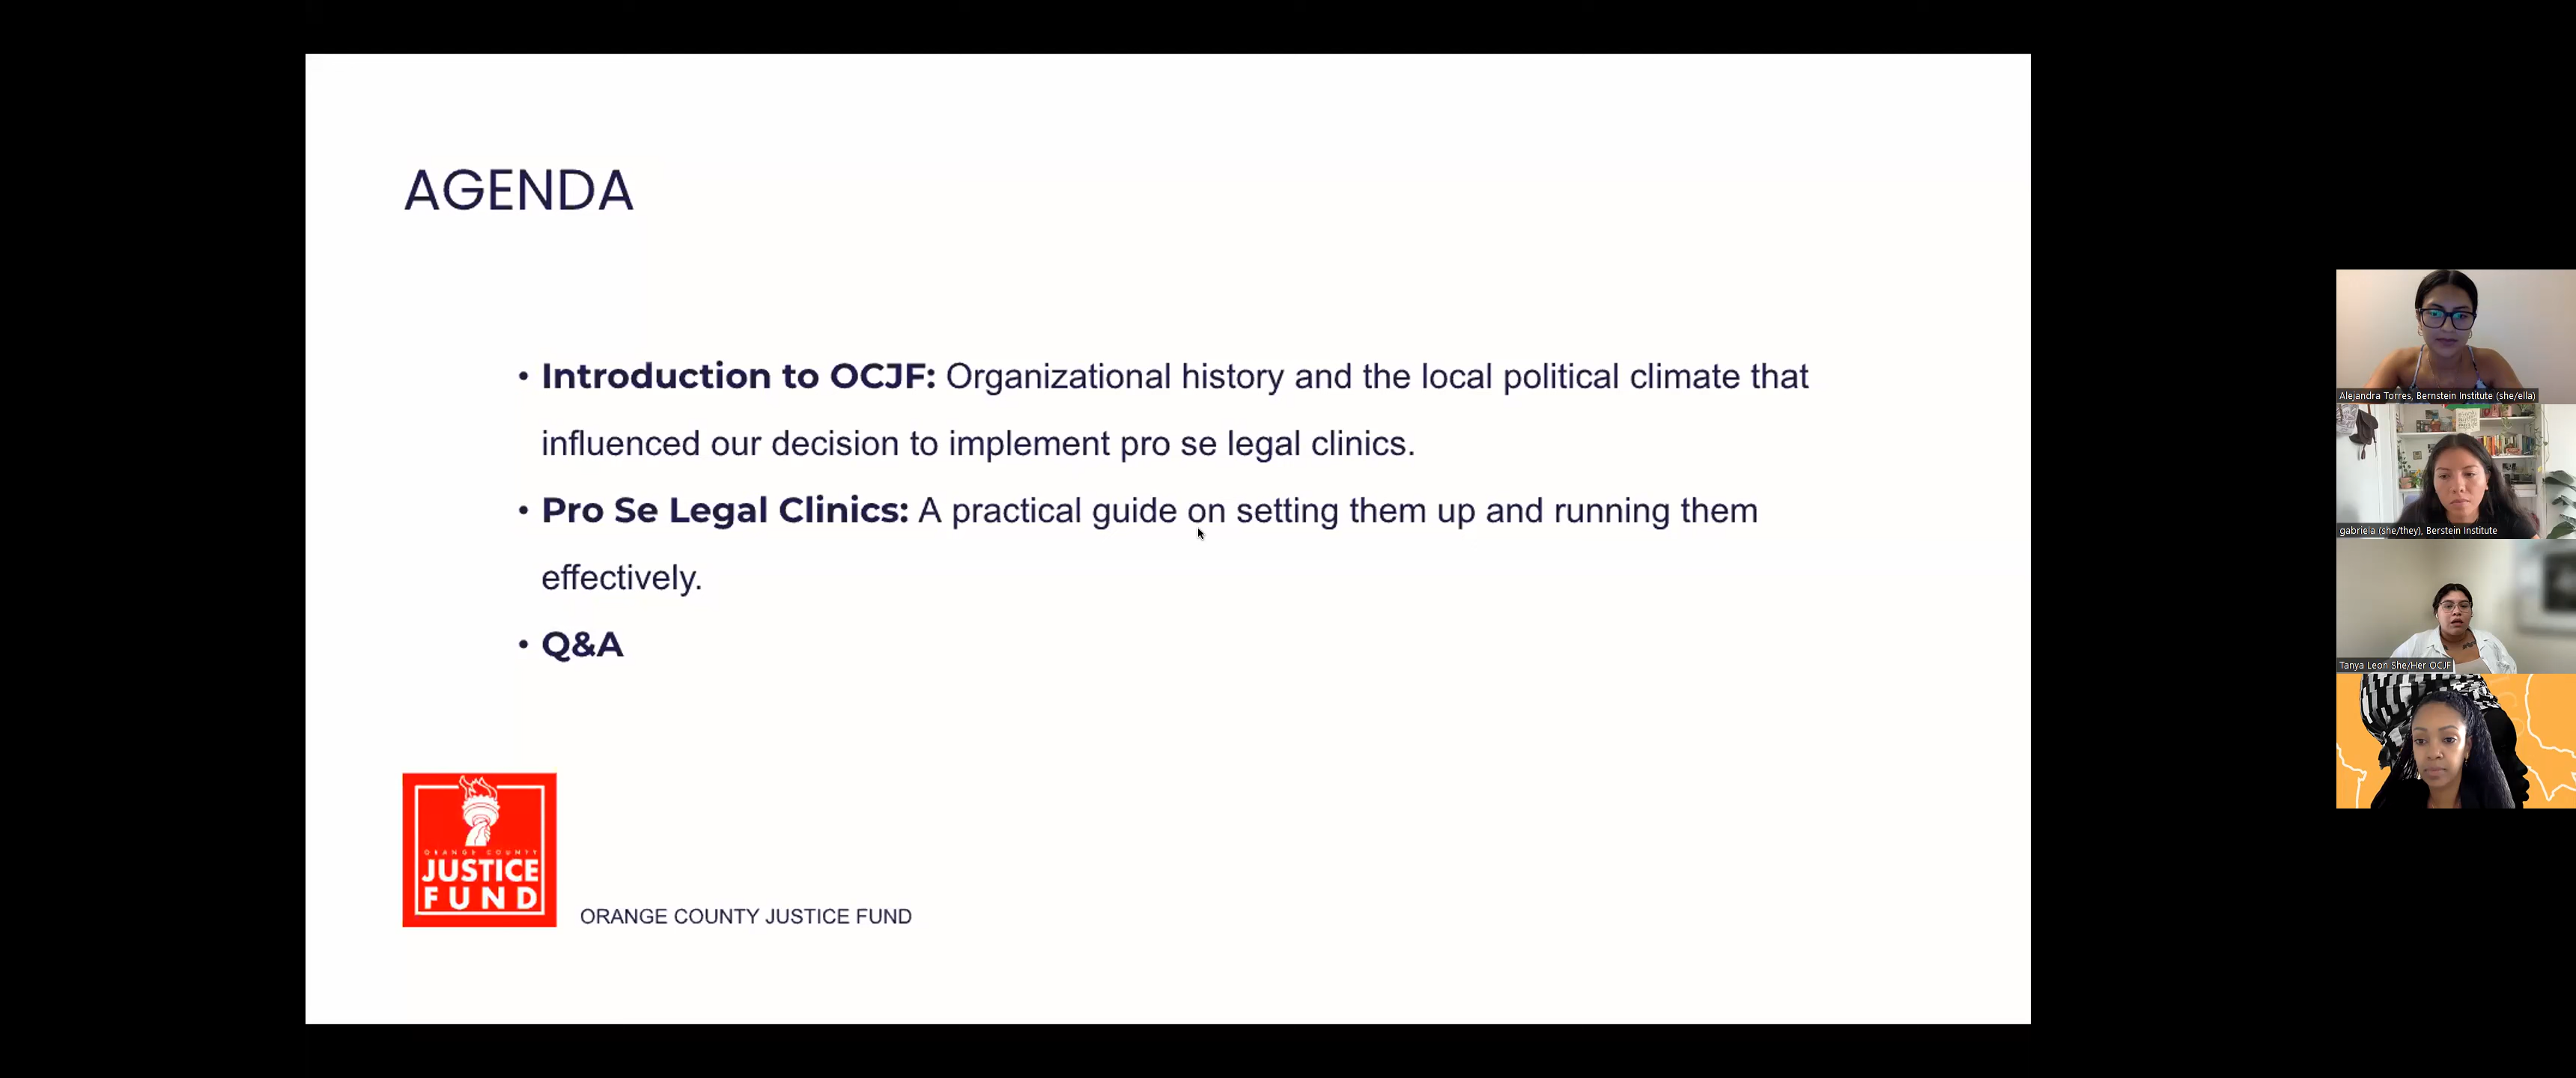 AGENDA
• Introduction to OCJF: Organizational history and the local political climate that
influenced our decision to implement pro se legal clinics.
• Pro Se Legal Clinics: A practical guide on setting them up and running them
effectively.
• Q&A
ORANGE COUNTY
JUSTICE
FUND
ORANGE COUNTY JUSTICE FUND
Alejandra Torres, Bernstein Institute (she/ella)
gabriela (she/they), Berstein Institute
Tanya Leon She/Her OCJF